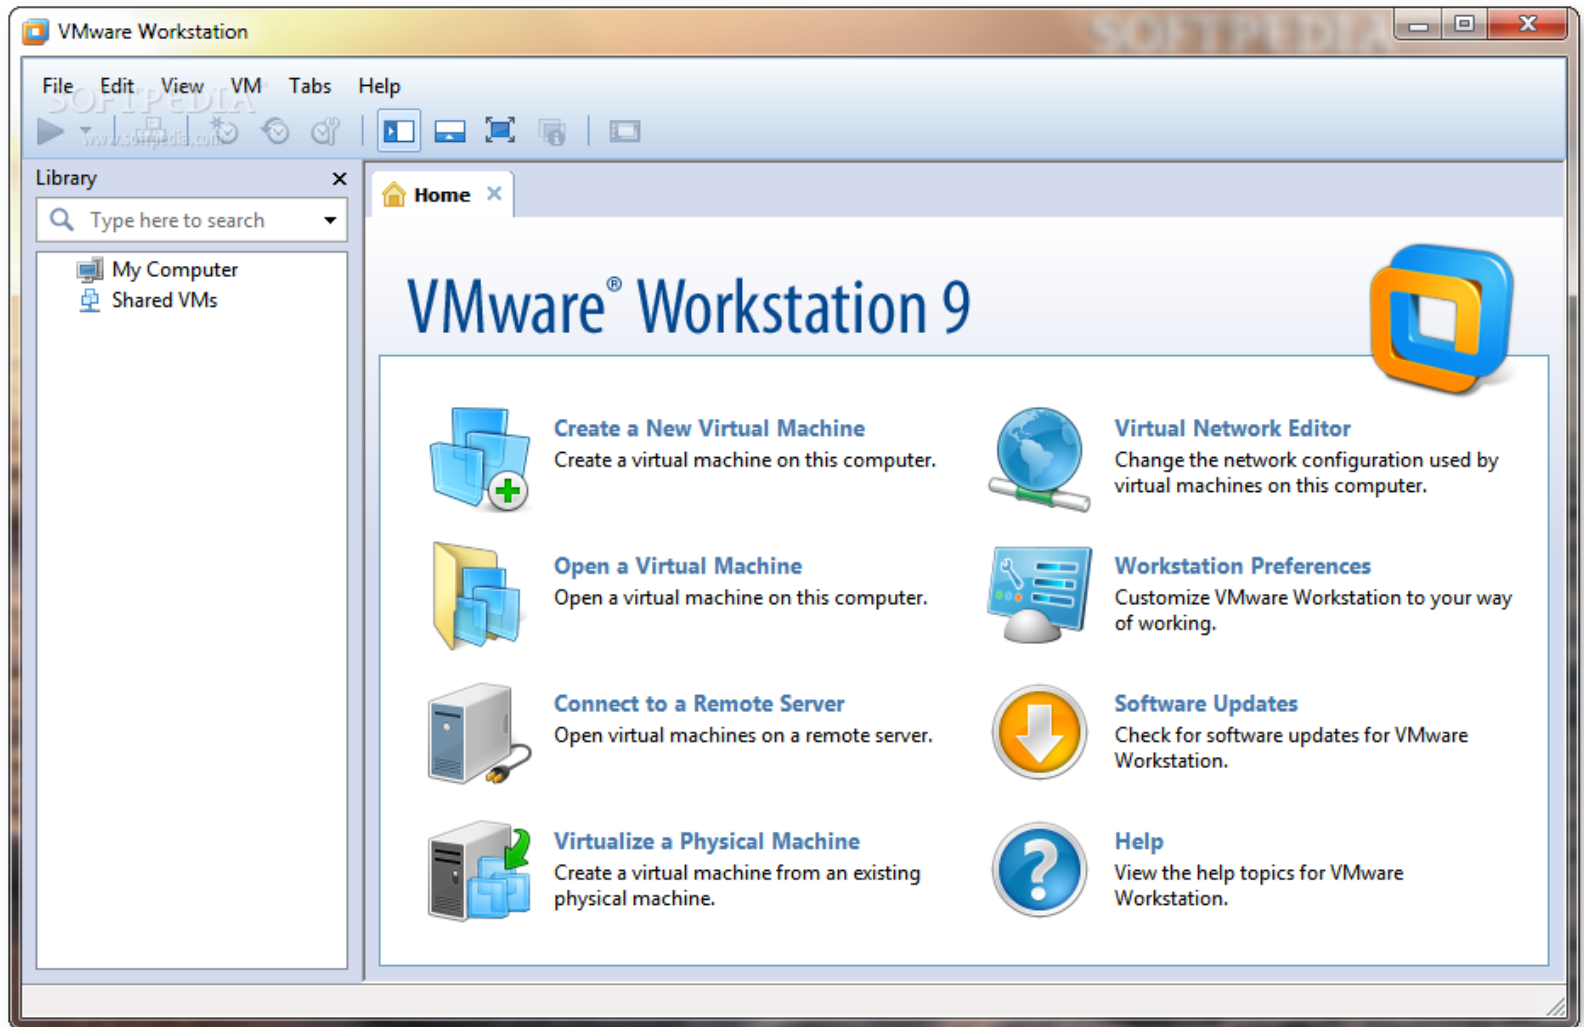 VMware Workstation
SOFTPEDIA
File Edit View VM Tabs Help
SOFTPEDIA
www.softpedia.com
Library
Home
Type here to search
My Computer
Shared VMs
VMware® Workstation 9
Create a New Virtual Machine
Create a virtual machine on this computer.
Open a Virtual Machine
Open a virtual machine on this computer.
Connect to a Remote Server
Open virtual machines on a remote server.
Virtualize a Physical Machine
Create a virtual machine from an existing
physical machine.
Virtual Network Editor
Change the network configuration used by
virtual machines on this computer.
Workstation Preferences
Customize VMware Workstation to your way
of working.
Software Updates
Check for software updates for VMware
Workstation.
Help
View the help topics for VMware
Workstation.